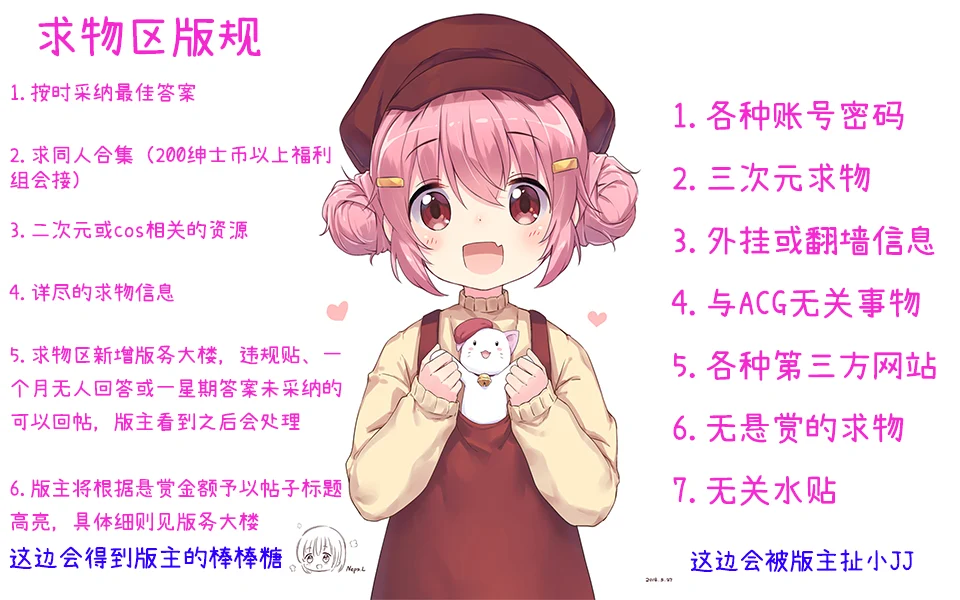 求物区版规
1. 按时采纳最佳答案
2. 求同人合集（200绅士币以上福利
组会接）
3. 二次元或cos相关的资源
4. 详尽的求物信息
5. 求物区新增版务大楼，违规贴、一
个月无人回答或一星期答案未采纳的
可以回帖，版主看到之后会处理
6. 版主将根据悬赏金额予以帖子标题
高亮，具体细则见版务大楼
这边会得到版主的棒棒糖
Nepo.L
1. 各种账号密码
2. 三次元求物
3. 外挂或翻墙信息
4. 与ACG无关事物
5. 各种第三方网站
6. 无悬赏的求物
7. 无关水贴
这边会被版主扯小JJ